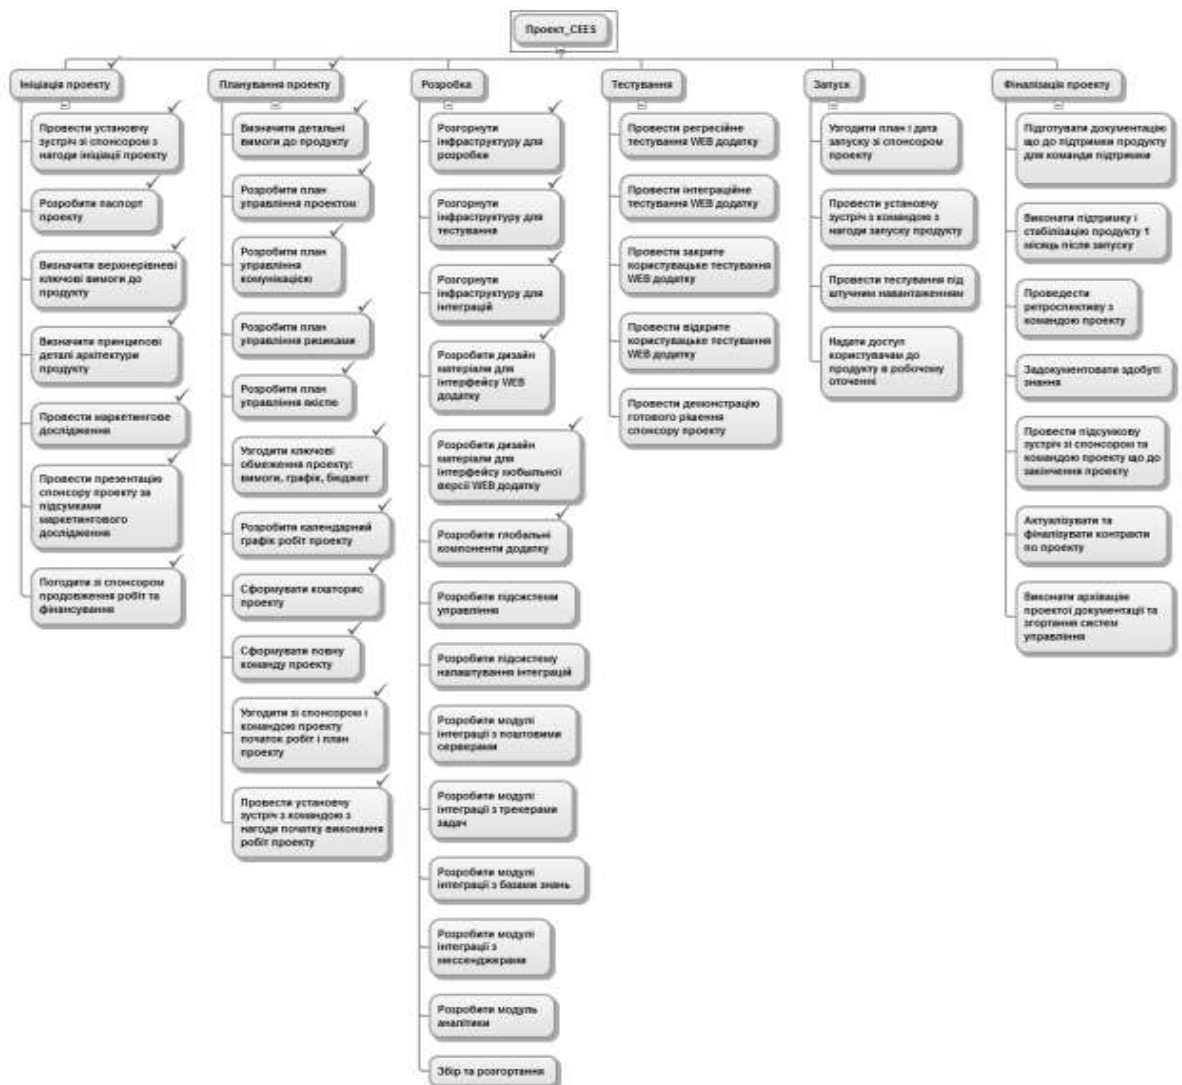 Проект_CEES
Ініціація проекту
Провести установчу
зустріч зі спонсором з
нагоди ініціації проекту
Розробити паспорт
проекту
Визначити верхнерівневі
ключові вимоги до
продукту
Визначити принципові
деталі архітектури
продукту
Провести маркетингове
дослідження
Провести презентацію
спонсору проекту за
підсумками
маркетингового
дослідження
Погодити зі спонсором
продовження робіт та
фінансування
Планування проекту
Визначити детальні
вимоги до продукту
Розробити план
управління проектом
Розробити план
управління
комунікацією
Розробити план
управління ризиками
Розробити план
управління якістю
Узгодити ключові
обмеження проекту:
вимоги, графік, бюджет
Розробити календарний
графік робіт проекту
Сформувати кошторис
проекту
Сформувати повну
команду проекту
Узгодити зі спонсором і
командою проекту
початок робіт і план
проекту
Провести установчу
зустріч з командою з
нагоди початку виконання
робіт проекту
Розробка
Розгорнути
інфраструктуру для
розробки
Розгорнути
інфраструктуру для
тестування
Розгорнути
інфраструктуру для
інтеграцій
Розробити дизайн
матеріали для
інтерфейсу WEB
додатку
Розробити дизайн
матеріали для
інтерфейсу мобыльної
версії WEB додатку
Розробити глобальні
компоненти додатку
Розробити підсистеми
управління
Розробити підсистему
налаштування інтеграцій
Розробити модулі
інтеграції з поштовими
серверами
Розробити модулі
інтеграції з трекерами
задач
Розробити модулі
інтеграції з базами знань
Розробити модулі
інтеграції з
мессенджерами
Розробити модуль
аналітики
Збір та розгортання
Тестування
Провести регресійне
тестування WEB додатку
Провести інтеграційне
тестування WEB додатку
Провести закрите
користувацьке тестування
WEB додатку
Провести відкрите
користувацьке тестування
WEB додатку
Провести демонстрацію
готового рішення
спонсору проекту
Запуск
Узгодити план і дата
запуску зі спонсором
проекту
Провести установчу
зустріч з командою з
нагоди запуску продукту
Провести тестування під
штучним навантаженням
Надати доступ
користувачам до
продукту в робочому
оточенні
Фіналізація проекту
Підготувати документацію
що до підтримки продукту
для команди підтримки
Виконати підтримку і
стабілізацію продукту 1
місяць після запуску
Проведести
ретроспективу з
командою проекту
Задокументовати здобуті
знання
Провести підсумкову
зустріч зі спонсором та
командою проекту що до
закінчення проекту
Актуалізувати та
фіналізувати контракти
по проекту
Виконати архівацію
проектої документації та
згортання систем
управління